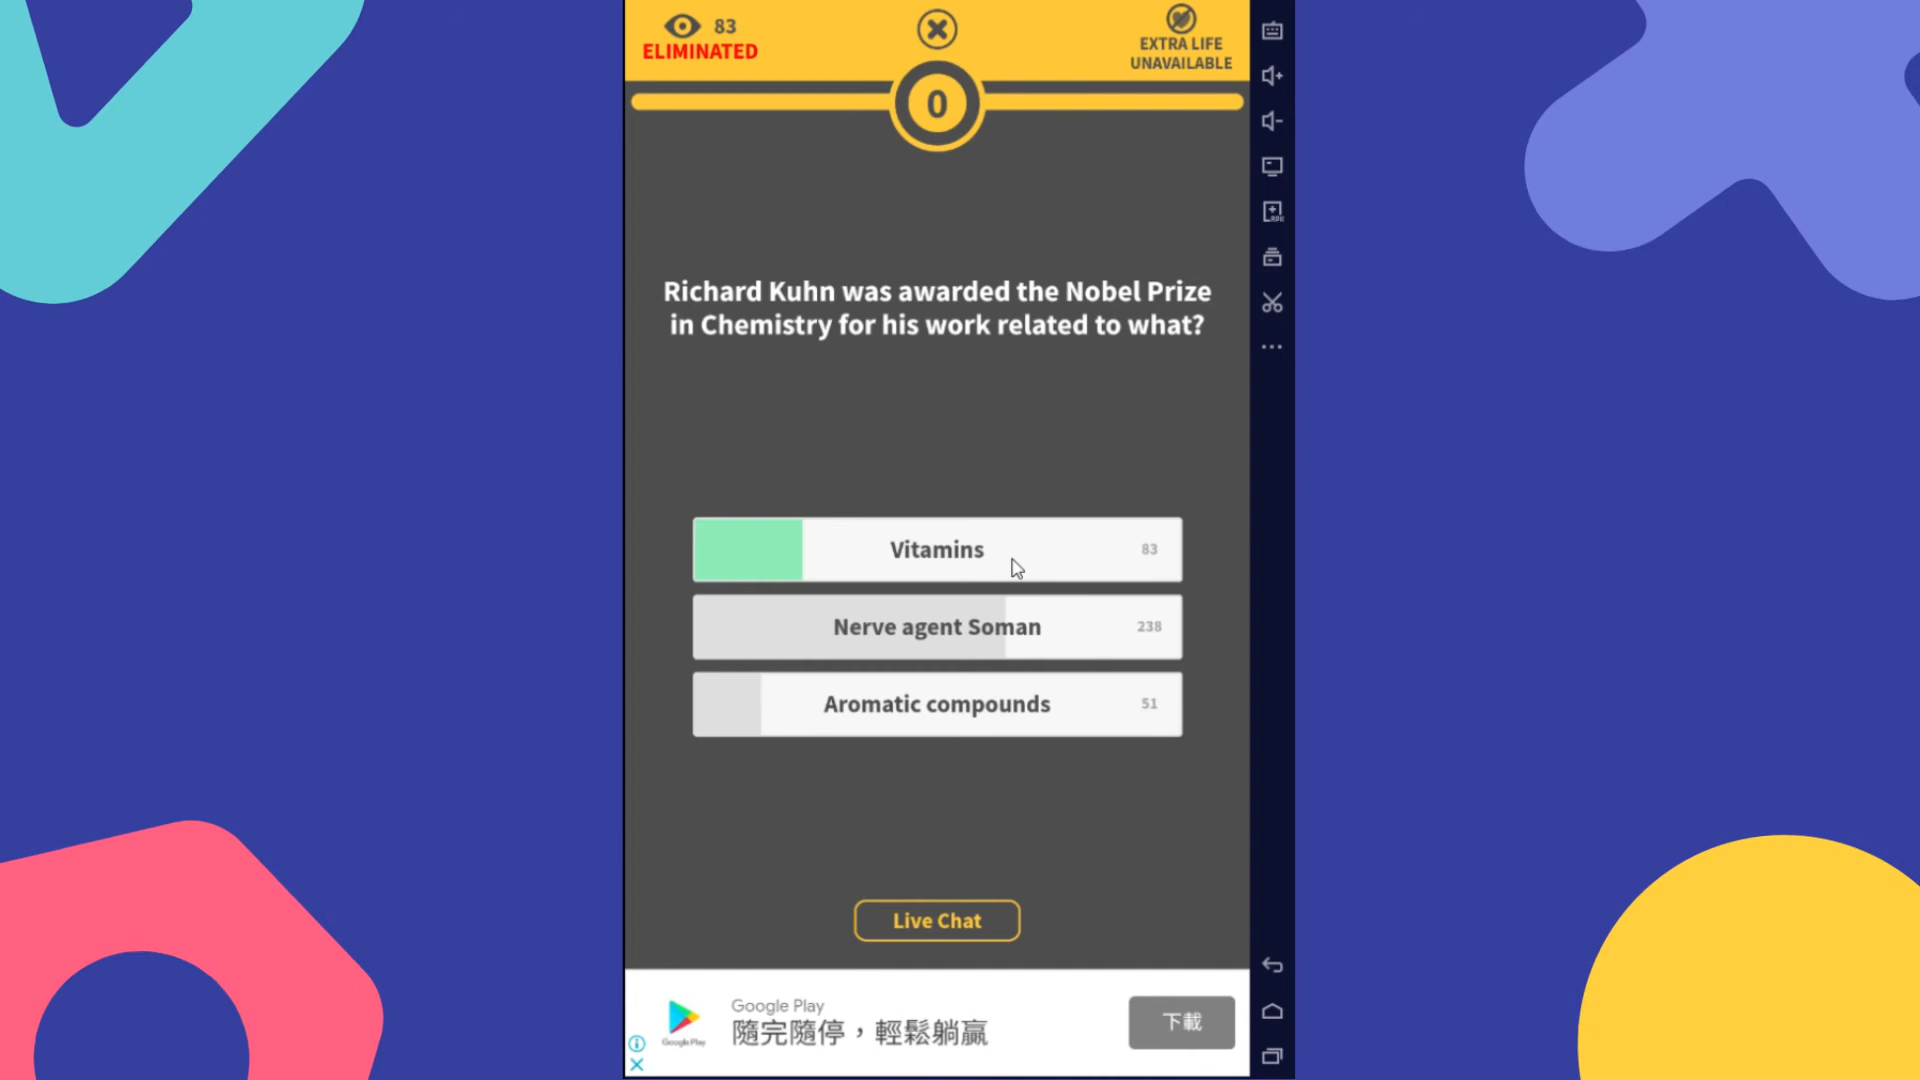 83
ELIMINATED
EXTRA LIFE
UNAVAILABLE
0
Richard Kuhn was awarded the Nobel Prize
in Chemistry for his work related to what?
Vitamins 83
Nerve agent Soman 238
Aromatic compounds 51
Live Chat
Google Play
Google Play
隨完隨停，輕鬆躺贏
下載